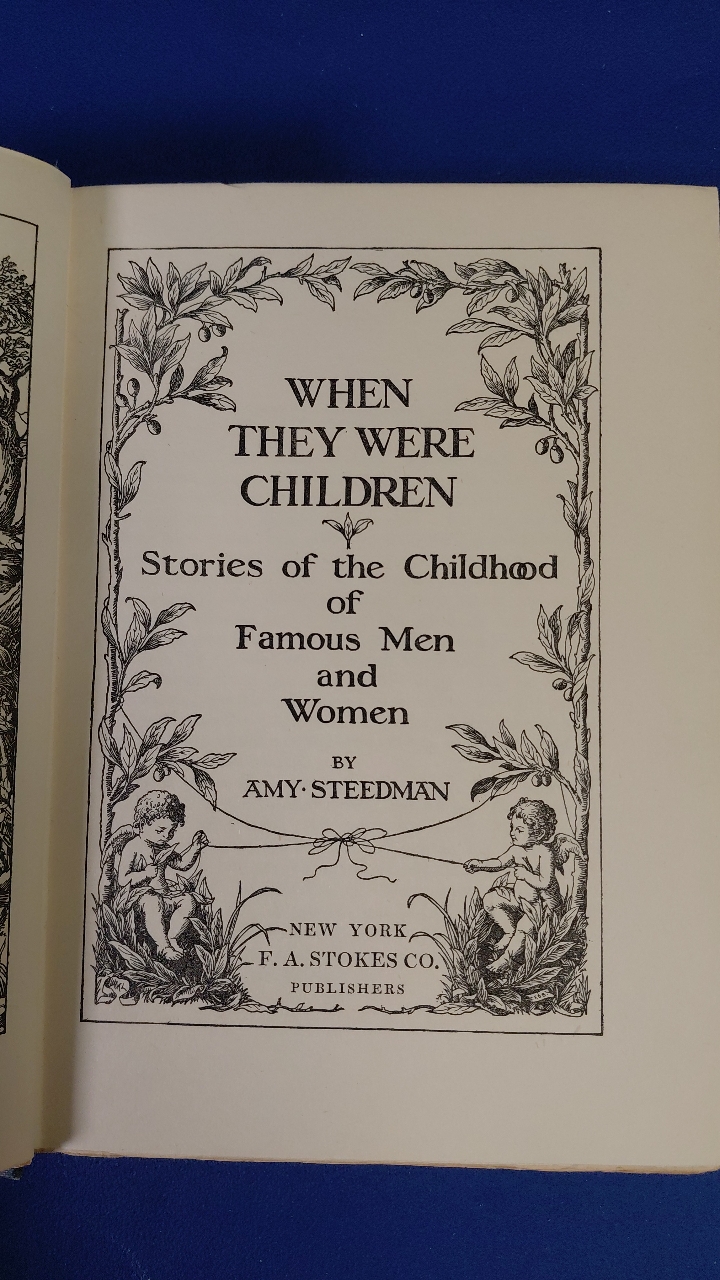 WHEN
THEY WERE
CHILDREN
Stories of the Childhood
of
Famous Men
and
Women
BY
AMY·STEEDMAN
NEW YORK
F. A. STOKES CO.
PUBLISHERS